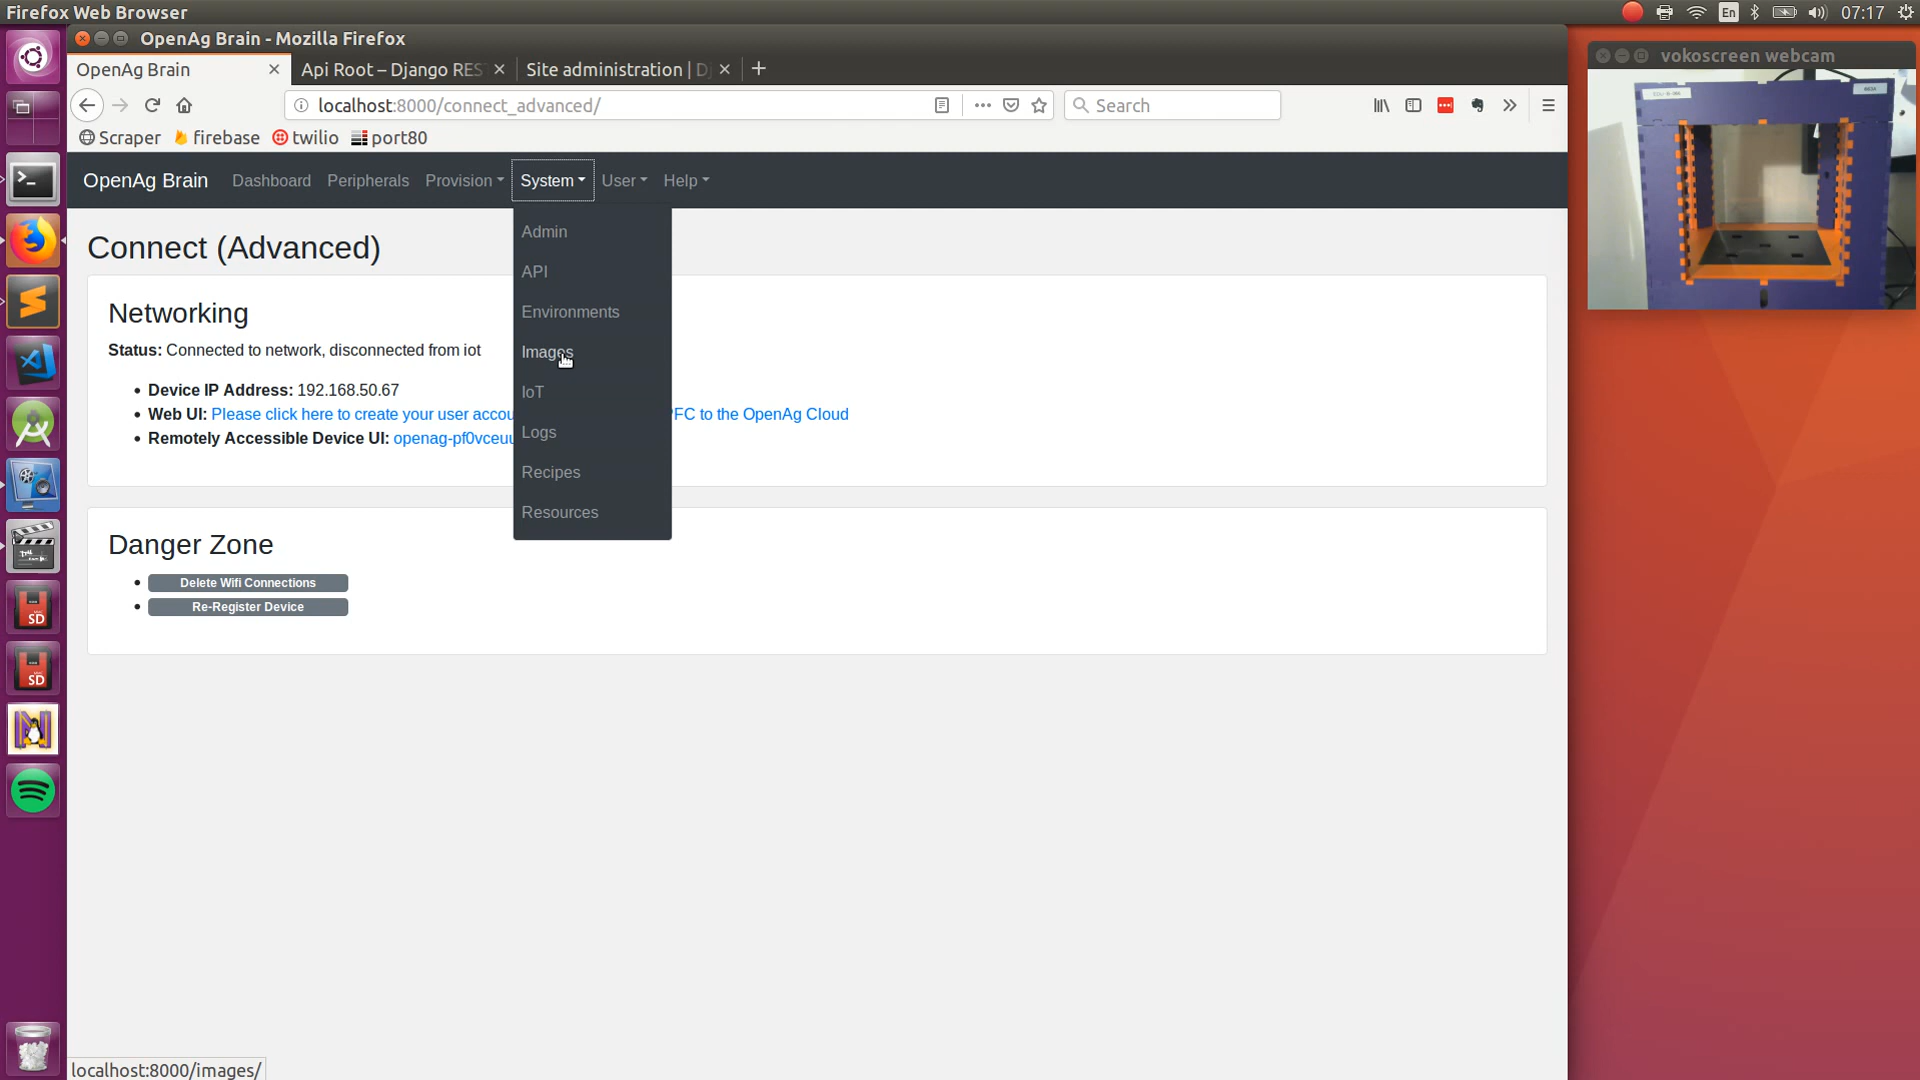 Firefox Web Browser
En
07:17
OpenAg Brain - Mozilla Firefox
OpenAg Brain
Api Root – Django RES
Site administration | D
localhost:8000/connect_advanced/
Search
Scraper
firebase
twilio
port80
OpenAg Brain
Dashboard
Peripherals
Provision
System
User
Help
Admin
API
Environments
Images
IoT
Logs
Recipes
Resources
Connect (Advanced)
Networking
Status: Connected to network, disconnected from iot
Device IP Address: 192.168.50.67
Web UI: Please click here to create your user accou
PFC to the OpenAg Cloud
Remotely Accessible Device UI: openag-pf0vceu
Danger Zone
Delete Wifi Connections
Re-Register Device
SD
SD
N
localhost:8000/images/
vokoscreen webcam